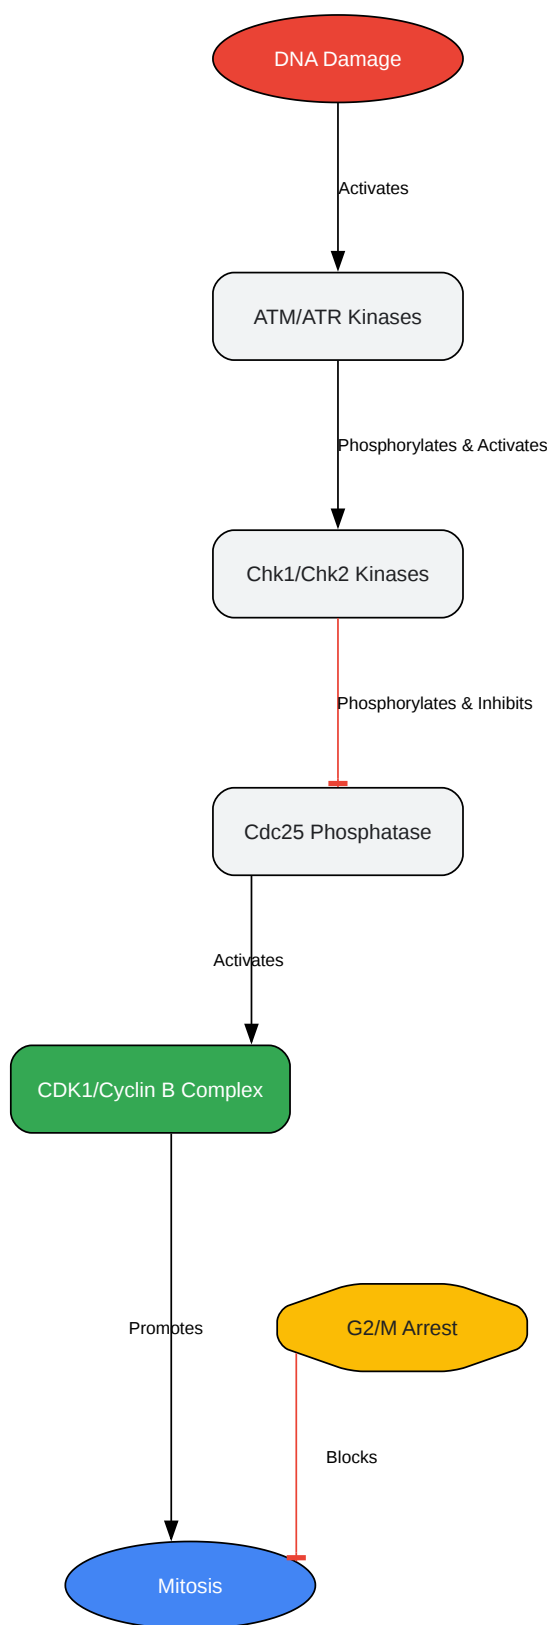 DNA Damage
Activates
ATM/ATR Kinases
Phosphorylates & Activates
Chk1/Chk2 Kinases
Phosphorylates & Inhibits
Cdc25 Phosphatase
Activates
CDK1/Cyclin B Complex
Promotes
G2/M Arrest
Blocks
Mitosis